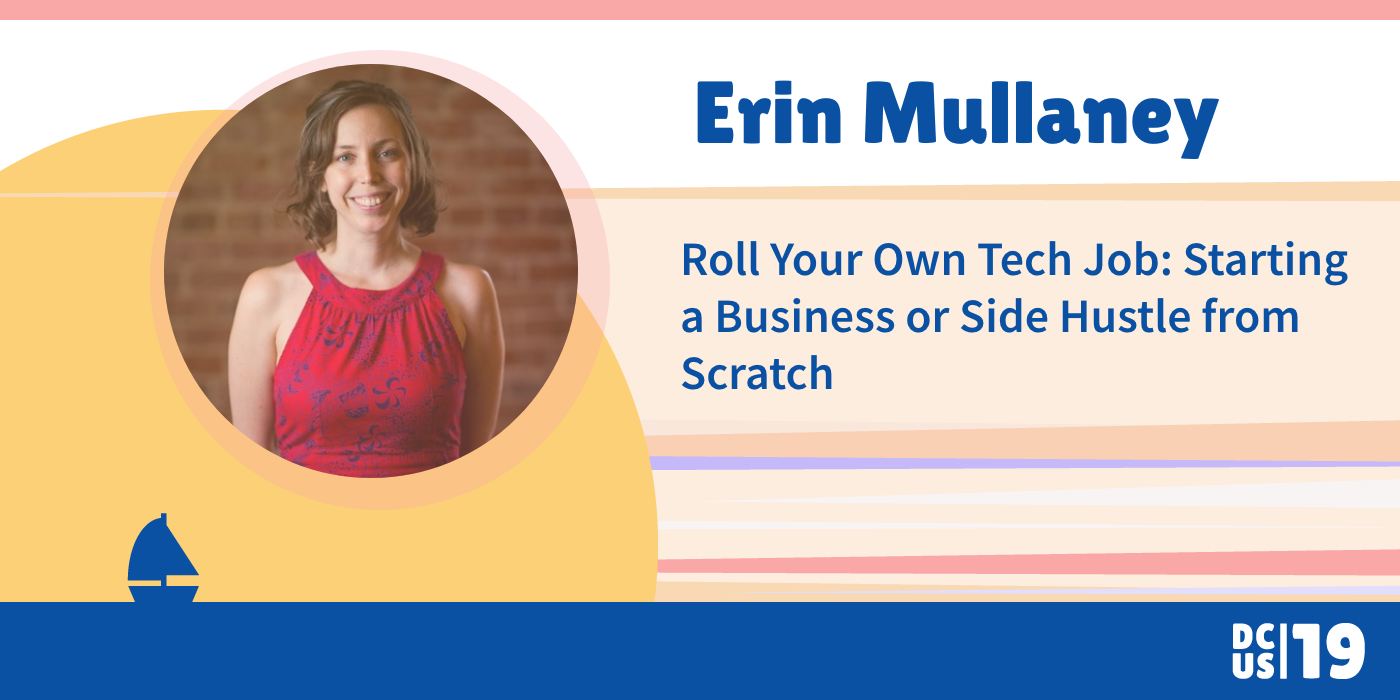 Erin Mullaney
Roll Your Own Tech Job: Starting
a Business or Side Hustle from
Scratch
DC
US
19